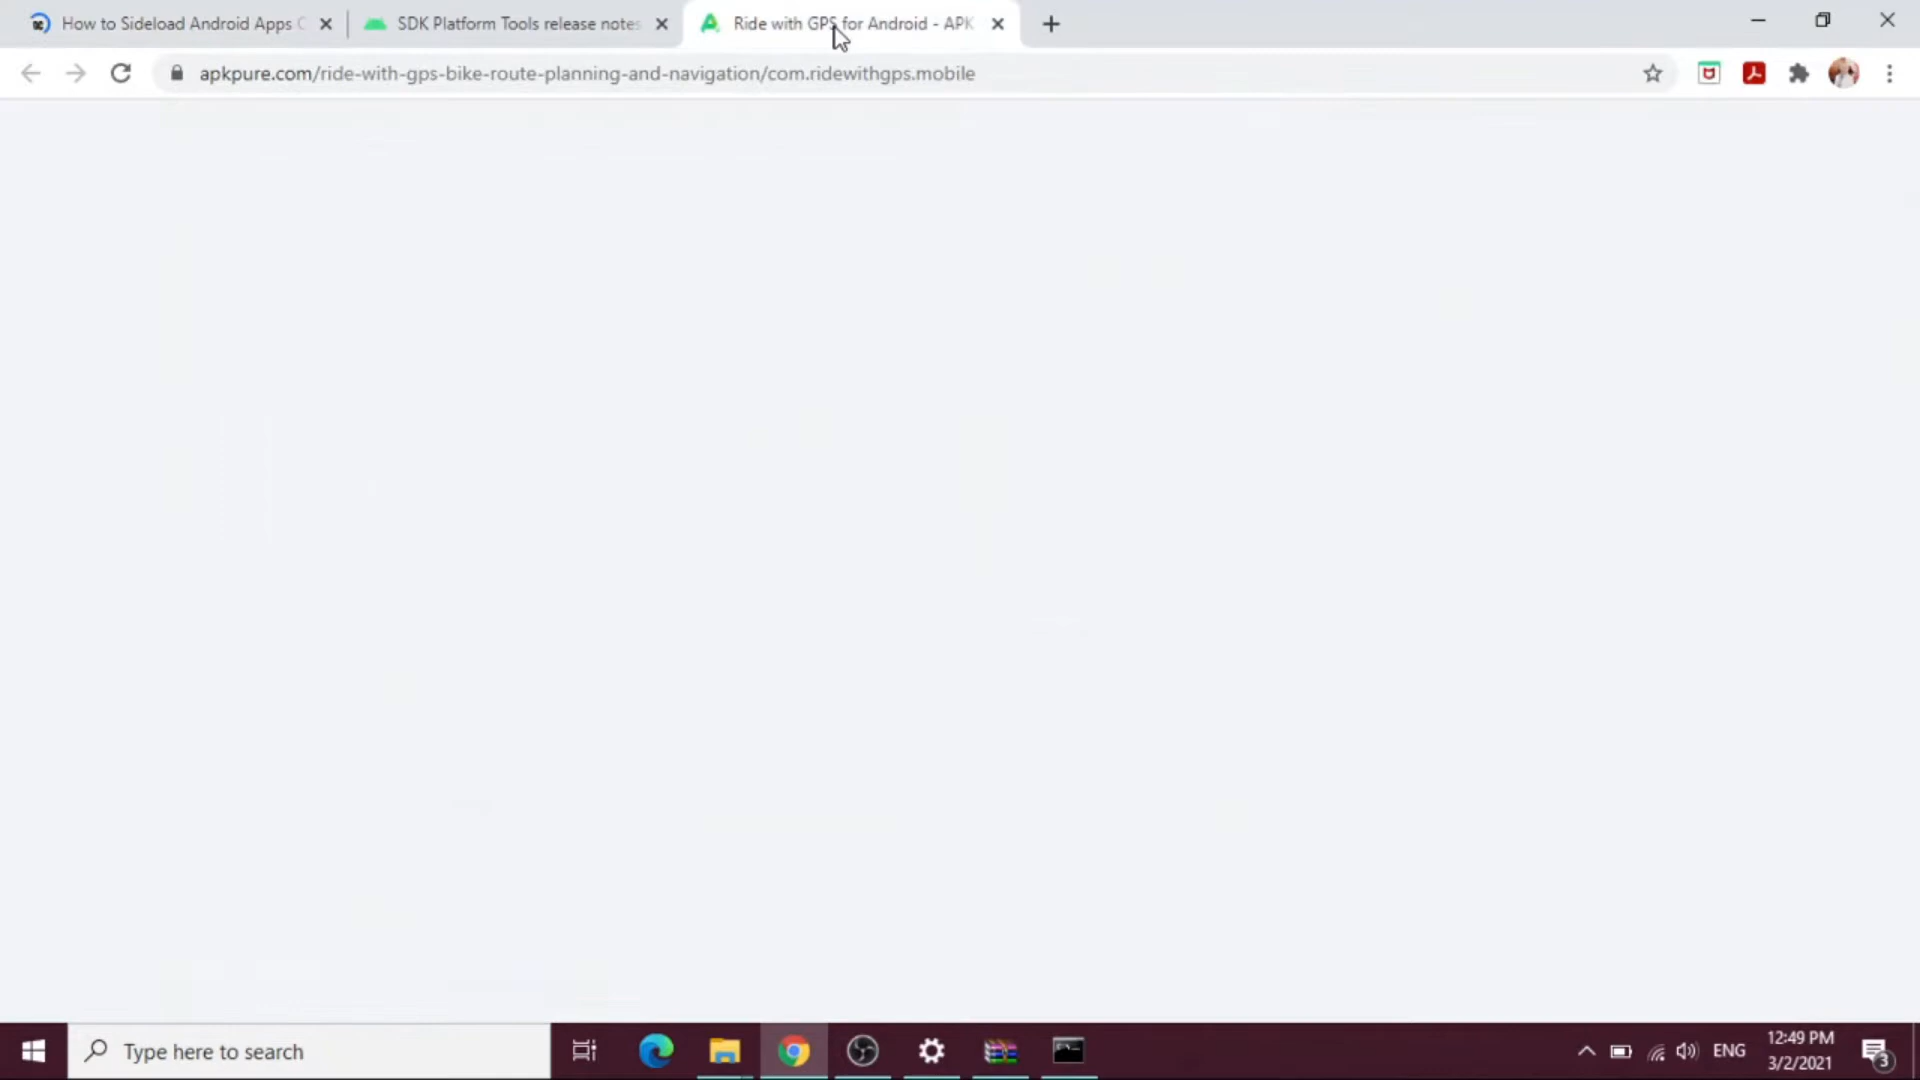 How to Sideload Android Apps
SDK Platform Tools release notes
Ride with GPS for Android - APK
apkpure.com/ride-with-gps-bike-route-planning-and-navigation/com.ridewithgps.mobile
Type here to search
ENG
12:49 PM
3/2/2021
3